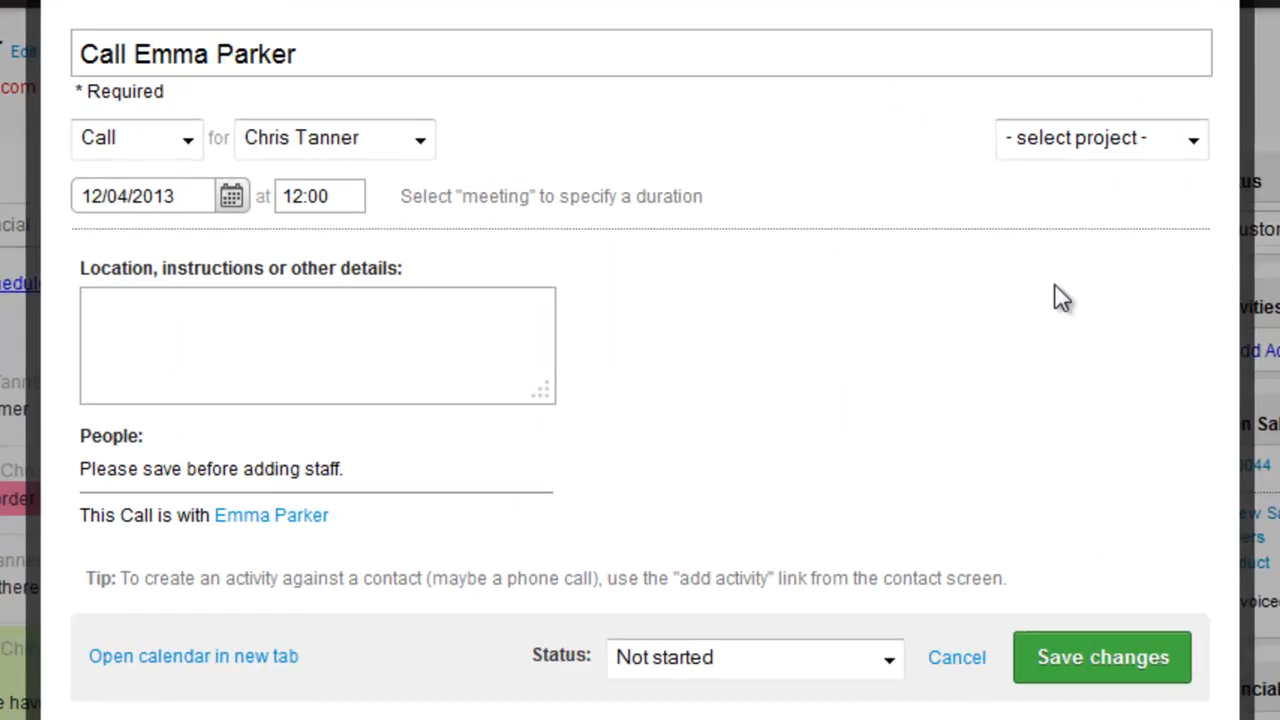 Edit
Call Emma Parker
com
* Required
Call for Chris Tanner - select project -
12/04/2013 at 12:00 Select "meeting" to specify a duration
Location, instructions or other details:
People:
Please save before adding staff.
This Call is with Emma Parker
Tip: To create an activity against a contact (maybe a phone call), use the "add activity" link from the contact screen.
Open calendar in new tab Status: Not started Cancel Save changes